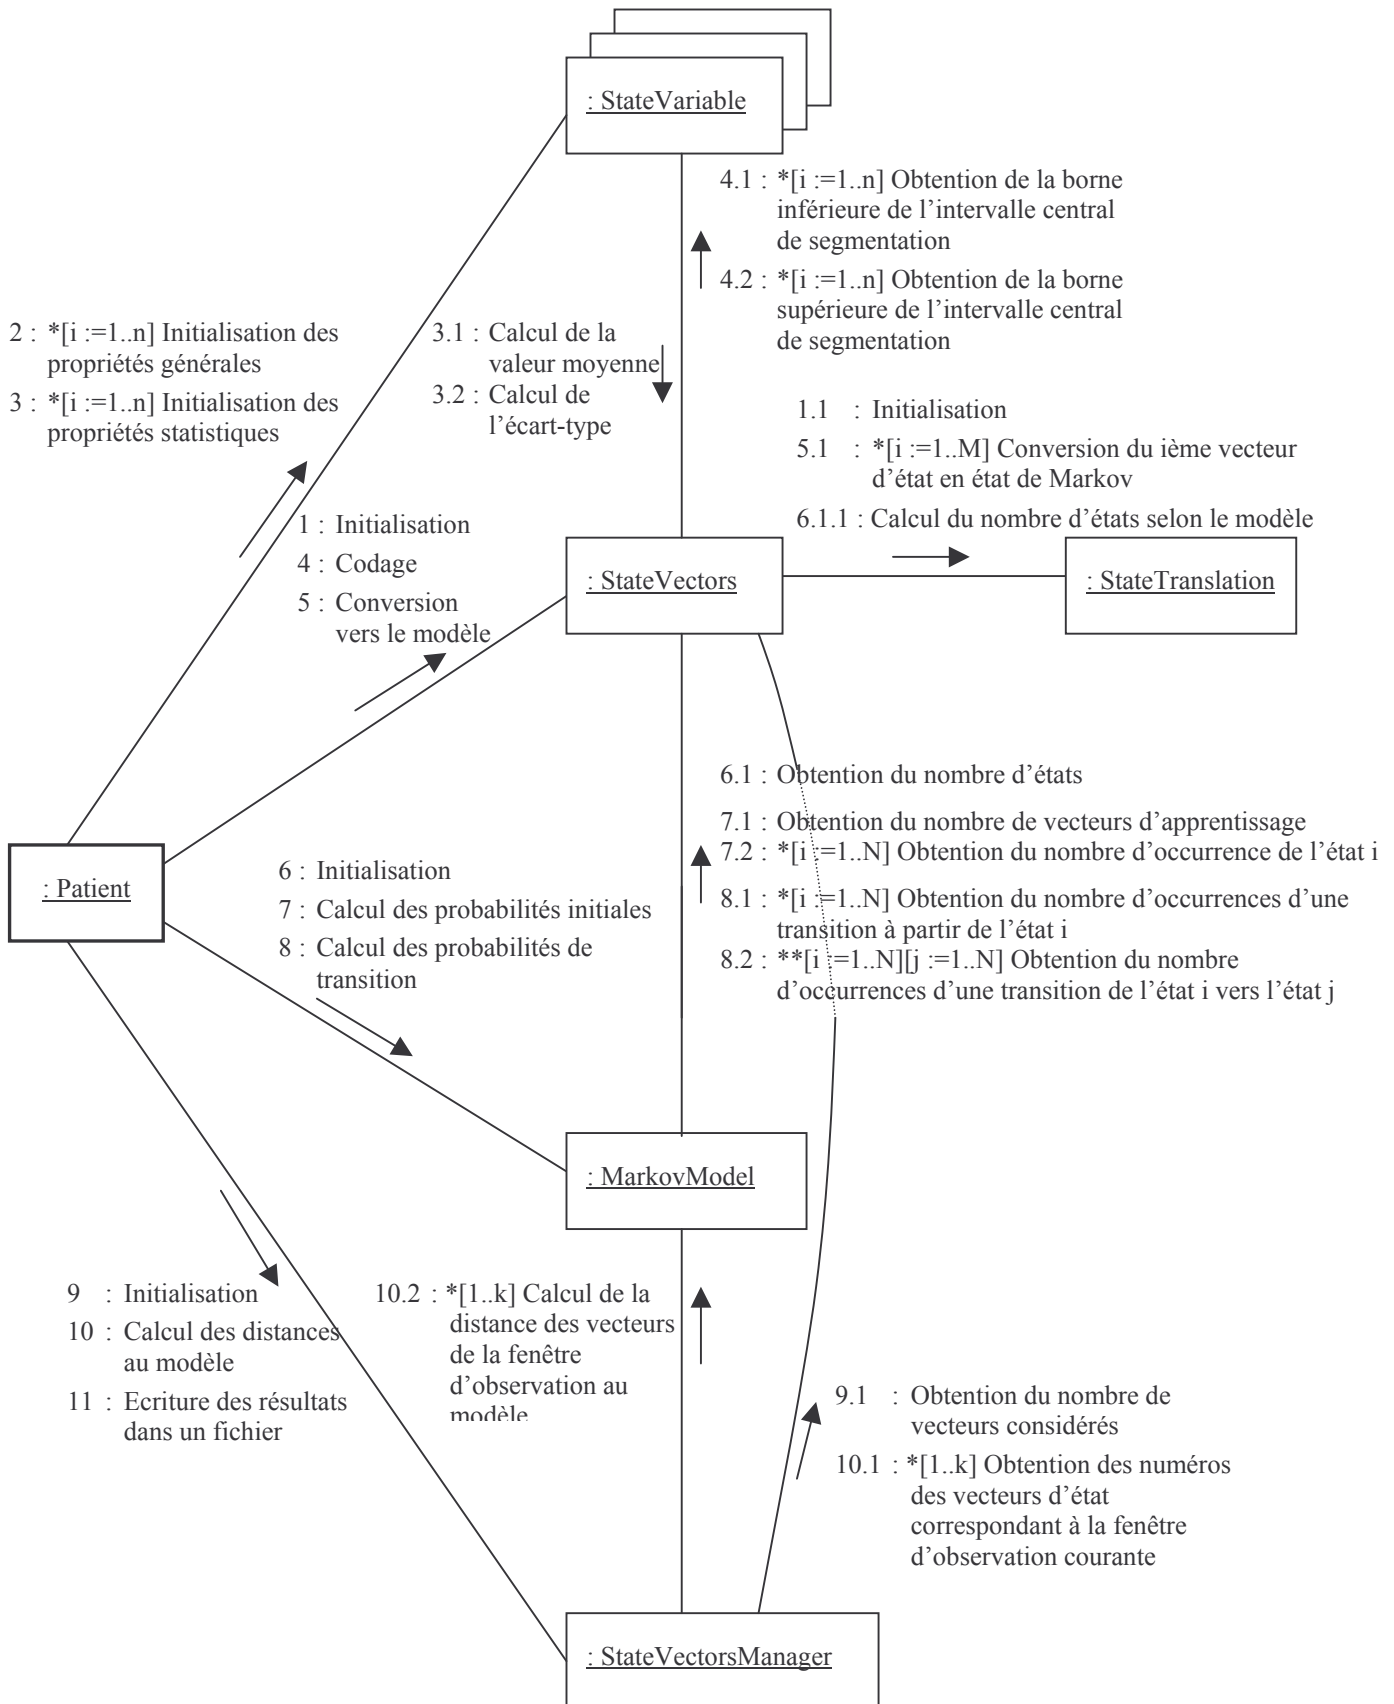 : StateVariable
4.1 : *[i :=1..n] Obtention de la borne
inférieure de l’intervalle central
de segmentation
4.2 : *[i :=1..n] Obtention de la borne
supérieure de l’intervalle central
de segmentation
2 : *[i :=1..n] Initialisation des
propriétés générales
3 : *[i :=1..n] Initialisation des
propriétés statistiques
3.1 : Calcul de la
valeur moyenne
3.2 : Calcul de
l’écart-type
1.1 : Initialisation
5.1 : *[i :=1..M] Conversion du ième vecteur
d’état en état de Markov
6.1.1 : Calcul du nombre d’états selon le modèle
1 : Initialisation
4 : Codage
5 : Conversion
vers le modèle
: StateVectors
: StateTranslation
6.1 : Obtention du nombre d’états
7.1 : Obtention du nombre de vecteurs d’apprentissage
7.2 : *[i :=1..N] Obtention du nombre d’occurrence de l’état i
8.1 : *[i :=1..N] Obtention du nombre d’occurrences d’une
transition à partir de l’état i
8.2 : **[i :=1..N][j :=1..N] Obtention du nombre
d’occurrences d’une transition de l’état i vers l’état j
: Patient
6 : Initialisation
7 : Calcul des probabilités initiales
8 : Calcul des probabilités de
transition
: MarkovModel
9 : Initialisation
10 : Calcul des distances
au modèle
11 : Ecriture des résultats
dans un fichier
10.2 : *[1..k] Calcul de la
distance des vecteurs
de la fenêtre
d’observation au
modèle
9.1 : Obtention du nombre de
vecteurs considérés
10.1 : *[1..k] Obtention des numéros
des vecteurs d’état
correspondant à la fenêtre
d’observation courante
: StateVectorsManager